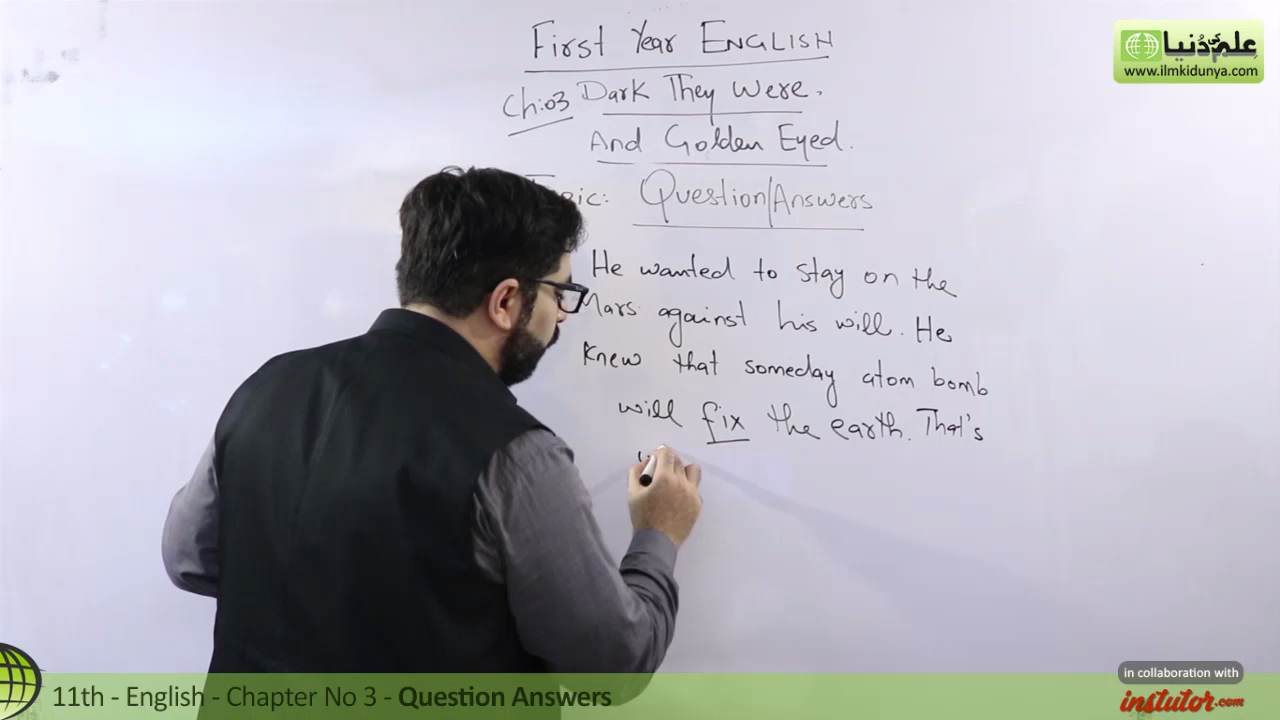 First Year ENGLISH
Ch:03 Dark They Were,
And Golden Eyed.
Question/Answers
He wanted to stay on the
Mars against his will. He
Knew that someday atom bomb
will fix the earth. That's
علم کی دنیا
www.ilmkidunya.com
in collaboration with
instutor.com
11th - English - Chapter No 3 - Question Answers